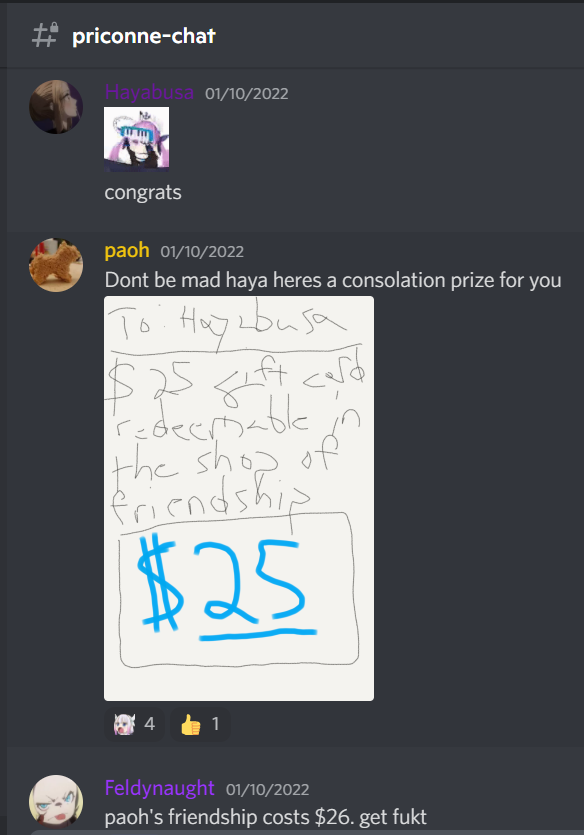 # priconne-chat
Hayabusa 01/10/2022
congrats
paoh 01/10/2022
Dont be mad haya heres a consolation prize for you
To: Hayabusa
$25 gift card
redeemable in
the shop of
friendship
$25
4 1
Feldynaught 01/10/2022
paoh's friendship costs $26. get fukt